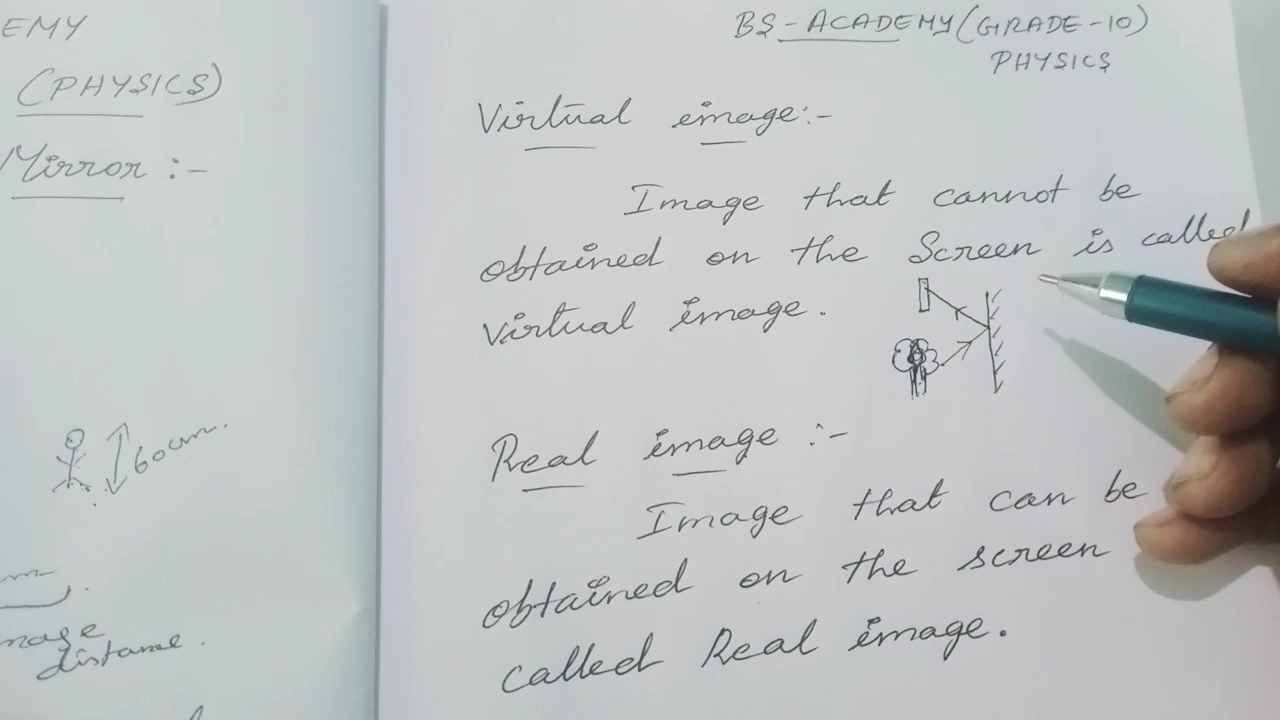 EMY
(PHYSICS)
Mirror :-
60cm.
m
mage
distance.
BS-ACADEMY (GRADE-10)
PHYSICS
Virtual image:-
Image that cannot be
obtained on the Screen is called
virtual image.
Real image :-
Image that can be
obtained on the screen
called Real image.